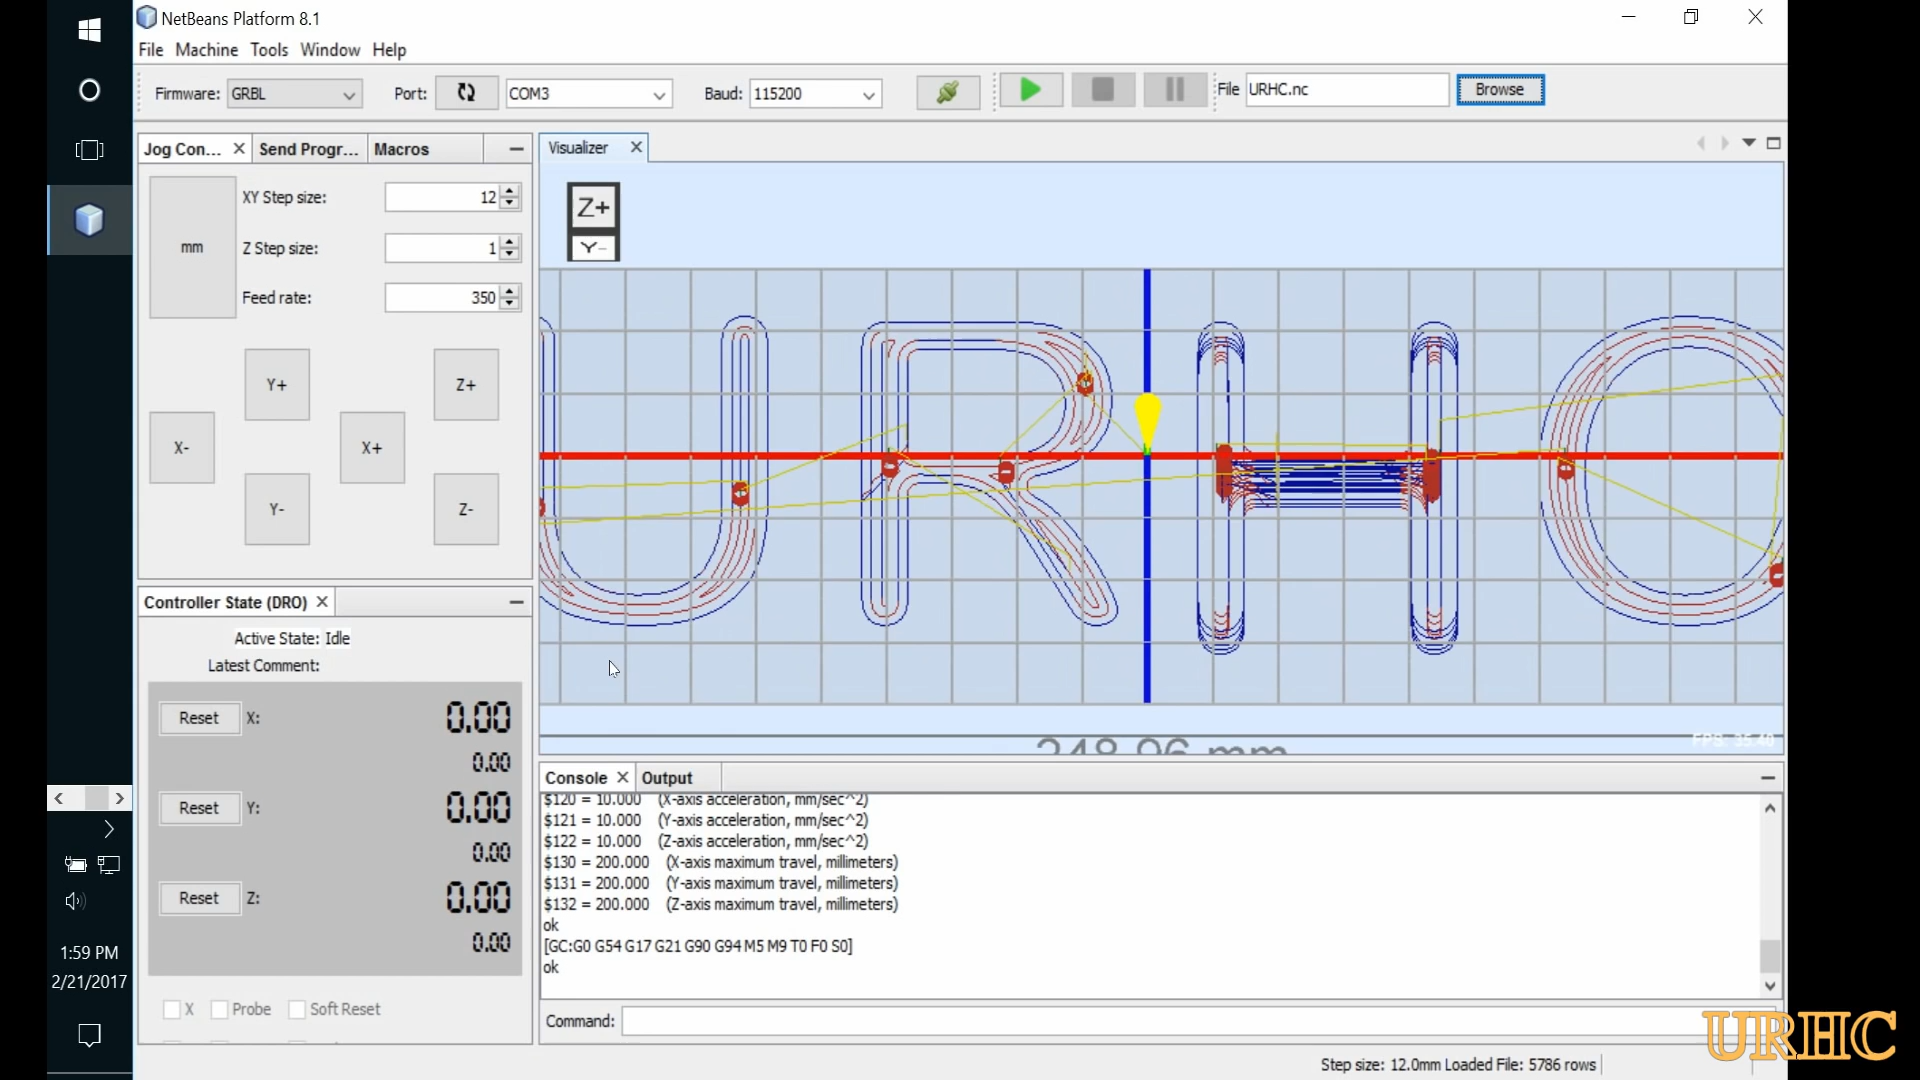 NetBeans Platform 8.1
File Machine Tools Window Help
Firmware: GRBL Port: COM3 Baud: 115200 File URHC.nc Browse
Jog Con... Send Progr... Macros
Visualizer
XY Step size: 12
Z Step size: 1
mm
Feed rate: 350
Z+
Y-
Y+ Z+
X- X+
Y- Z-
248.96 mm
FPS: 35.40
Controller State (DRO)
Active State: Idle
Latest Comment:
Reset X: 0.00
0.00
Reset Y: 0.00
0.00
Reset Z: 0.00
0.00
X Probe Soft Reset
Console Output
$120 = 10.000 (X-axis acceleration, mm/sec^2)
$121 = 10.000 (Y-axis acceleration, mm/sec^2)
$122 = 10.000 (Z-axis acceleration, mm/sec^2)
$130 = 200.000 (X-axis maximum travel, millimeters)
$131 = 200.000 (Y-axis maximum travel, millimeters)
$132 = 200.000 (Z-axis maximum travel, millimeters)
ok
[GC:G0 G54 G17 G21 G90 G94 M5 M9 T0 F0 S0]
ok
Command:
Step size: 12.0mm Loaded File: 5786 rows
1:59 PM
2/21/2017
URHC